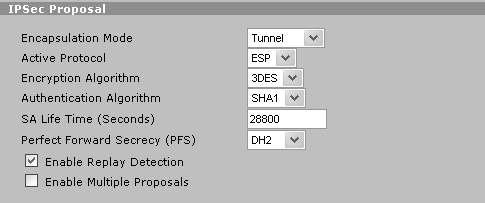 IPSec Proposal
Encapsulation Mode Tunnel
Active Protocol ESP
Encryption Algorithm 3DES
Authentication Algorithm SHA1
SA Life Time (Seconds) 28800
Perfect Forward Secrecy (PFS) DH2
Enable Replay Detection
Enable Multiple Proposals